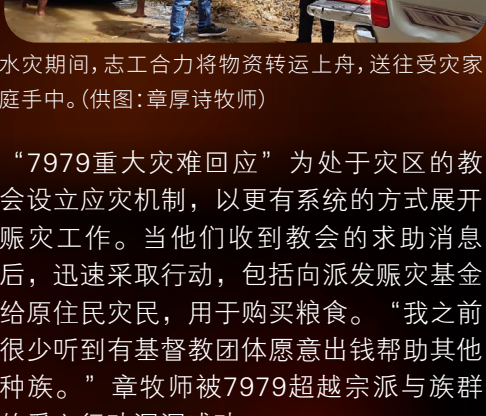 水灾期间，志工合力将物资转运上舟，送往受灾家
庭手中。（供图：章厚诗牧师）
“7979重大灾难回应”为处于灾区的教
会设立应灾机制，以更有系统的方式展开
赈灾工作。当他们收到教会的求助消息
后，迅速采取行动，包括向派发赈灾基金
给原住民灾民，用于购买粮食。“我之前
很少听到有基督教团体愿意出钱帮助其他
种族。”章牧师被7979超越宗派与族群